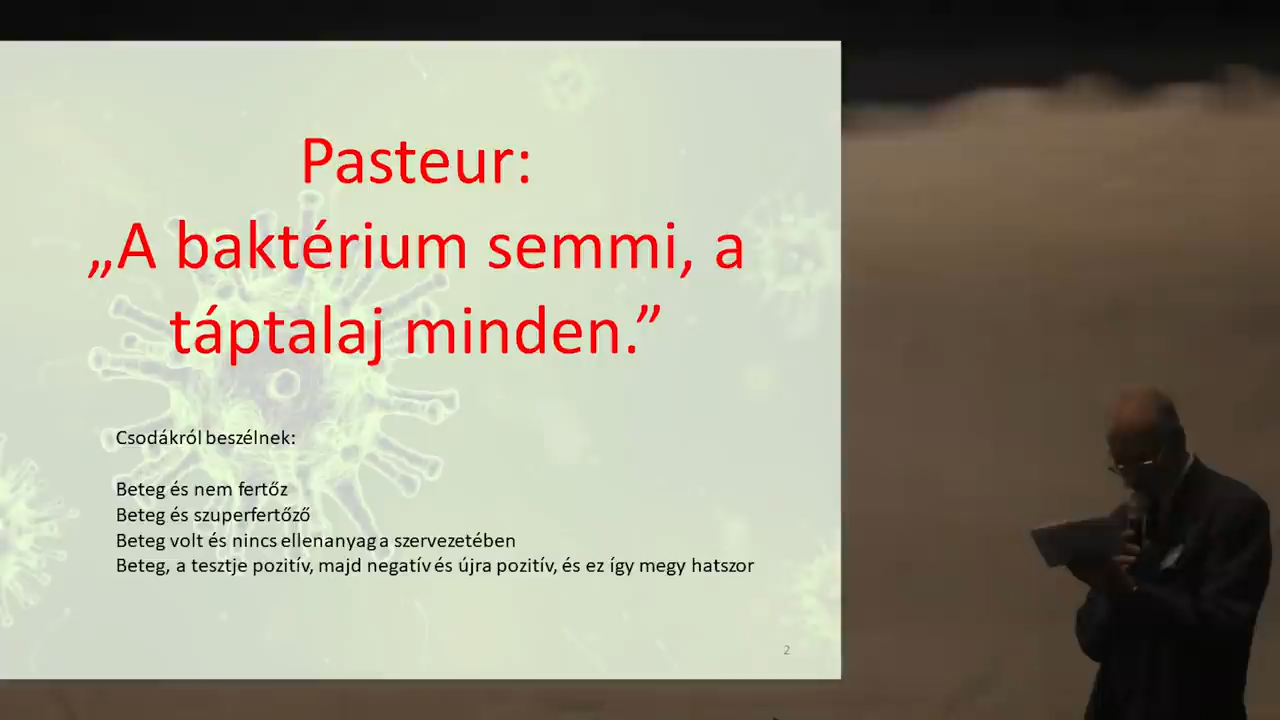 Pasteur:
„A baktérium semmi, a
táptalaj minden.”
Csodákról beszélnek:
Beteg és nem fertőz
Beteg és szuperfertőző
Beteg volt és nincs ellenanyag a szervezetében
Beteg, a tesztje pozitív, majd negatív és újra pozitív, és ez így megy hatszor
2